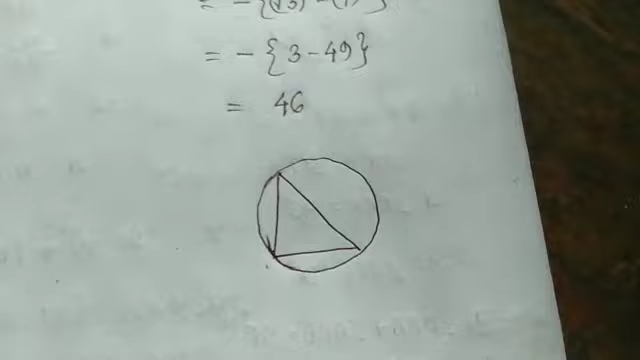 = -{3-49}
= 46